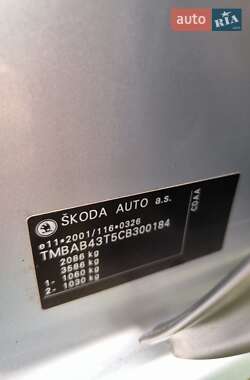 auto.ria
ŠKODA AUTO a.s.
e11*2001/116*0326
TMBAB43T5CB300184
2086 kg
3586 kg
1- 1060 kg
2- 1030 kg
CDAA